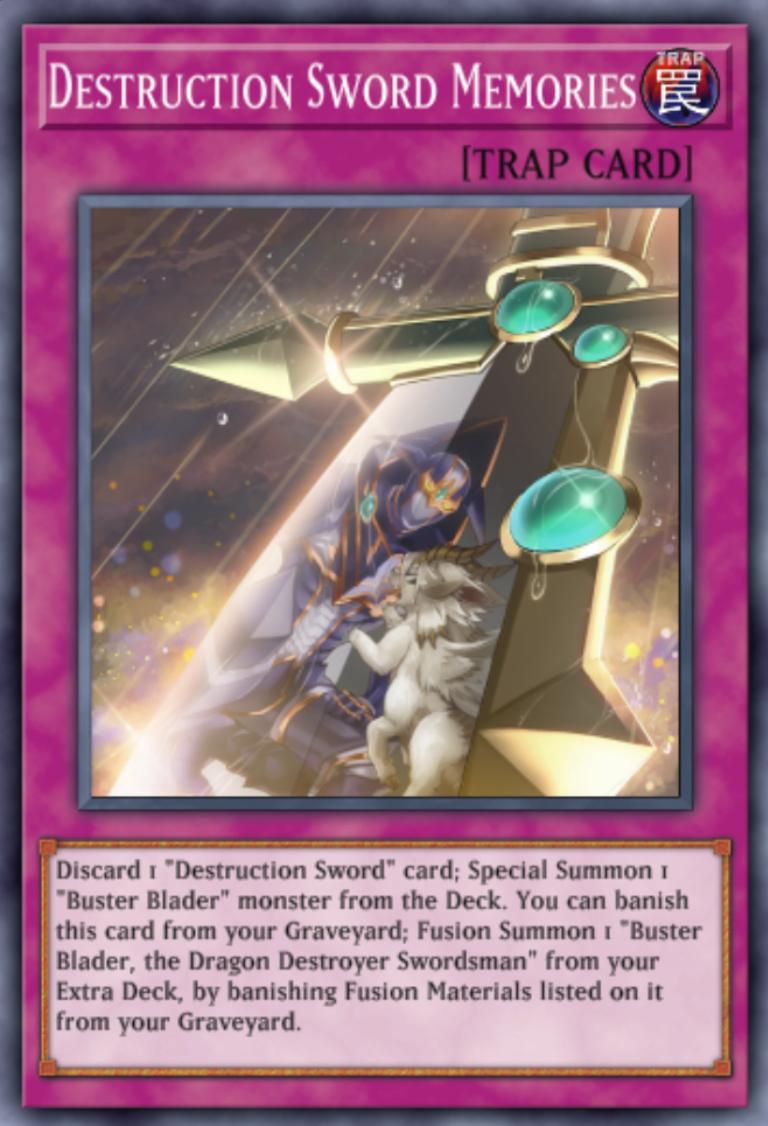 DESTRUCTION SWORD MEMORIES
TRAP
罠
[TRAP CARD]
Discard 1 "Destruction Sword" card; Special Summon 1
"Buster Blader" monster from the Deck. You can banish
this card from your Graveyard; Fusion Summon 1 "Buster
Blader, the Dragon Destroyer Swordsman" from your
Extra Deck, by banishing Fusion Materials listed on it
from your Graveyard.